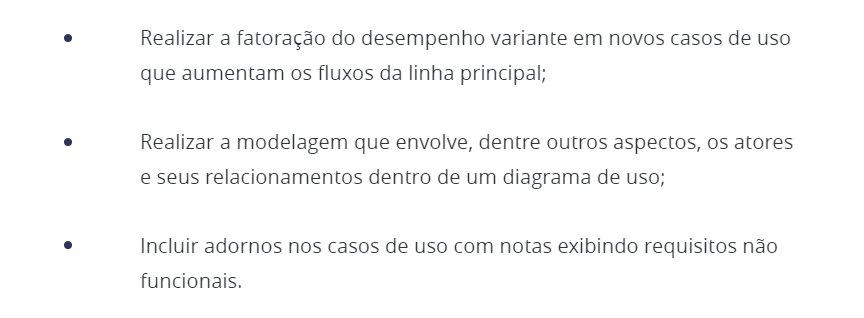 • Realizar a fatoração do desempenho variante em novos casos de uso
que aumentam os fluxos da linha principal;
• Realizar a modelagem que envolve, dentre outros aspectos, os atores
e seus relacionamentos dentro de um diagrama de uso;
• Incluir adornos nos casos de uso com notas exibindo requisitos não
funcionais.